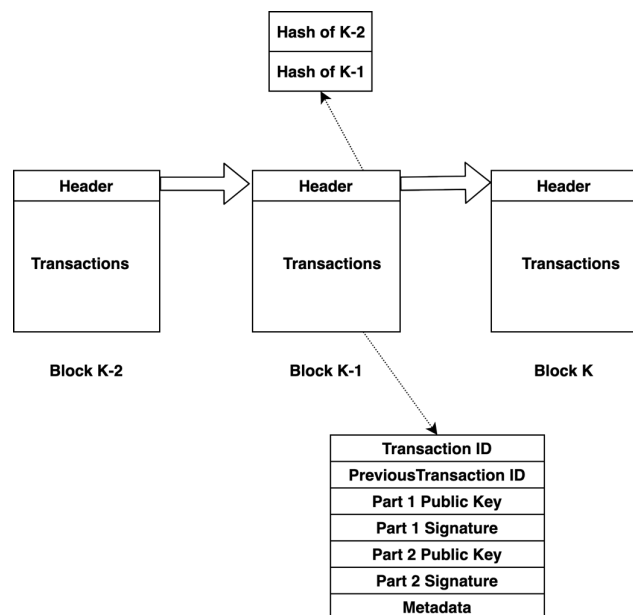 Hash of K-2
Hash of K-1
Header
Header
Header
Transactions
Transactions
Transactions
Block K-2
Block K-1
Block K
Transaction ID
PreviousTransaction ID
Part 1 Public Key
Part 1 Signature
Part 2 Public Key
Part 2 Signature
Metadata